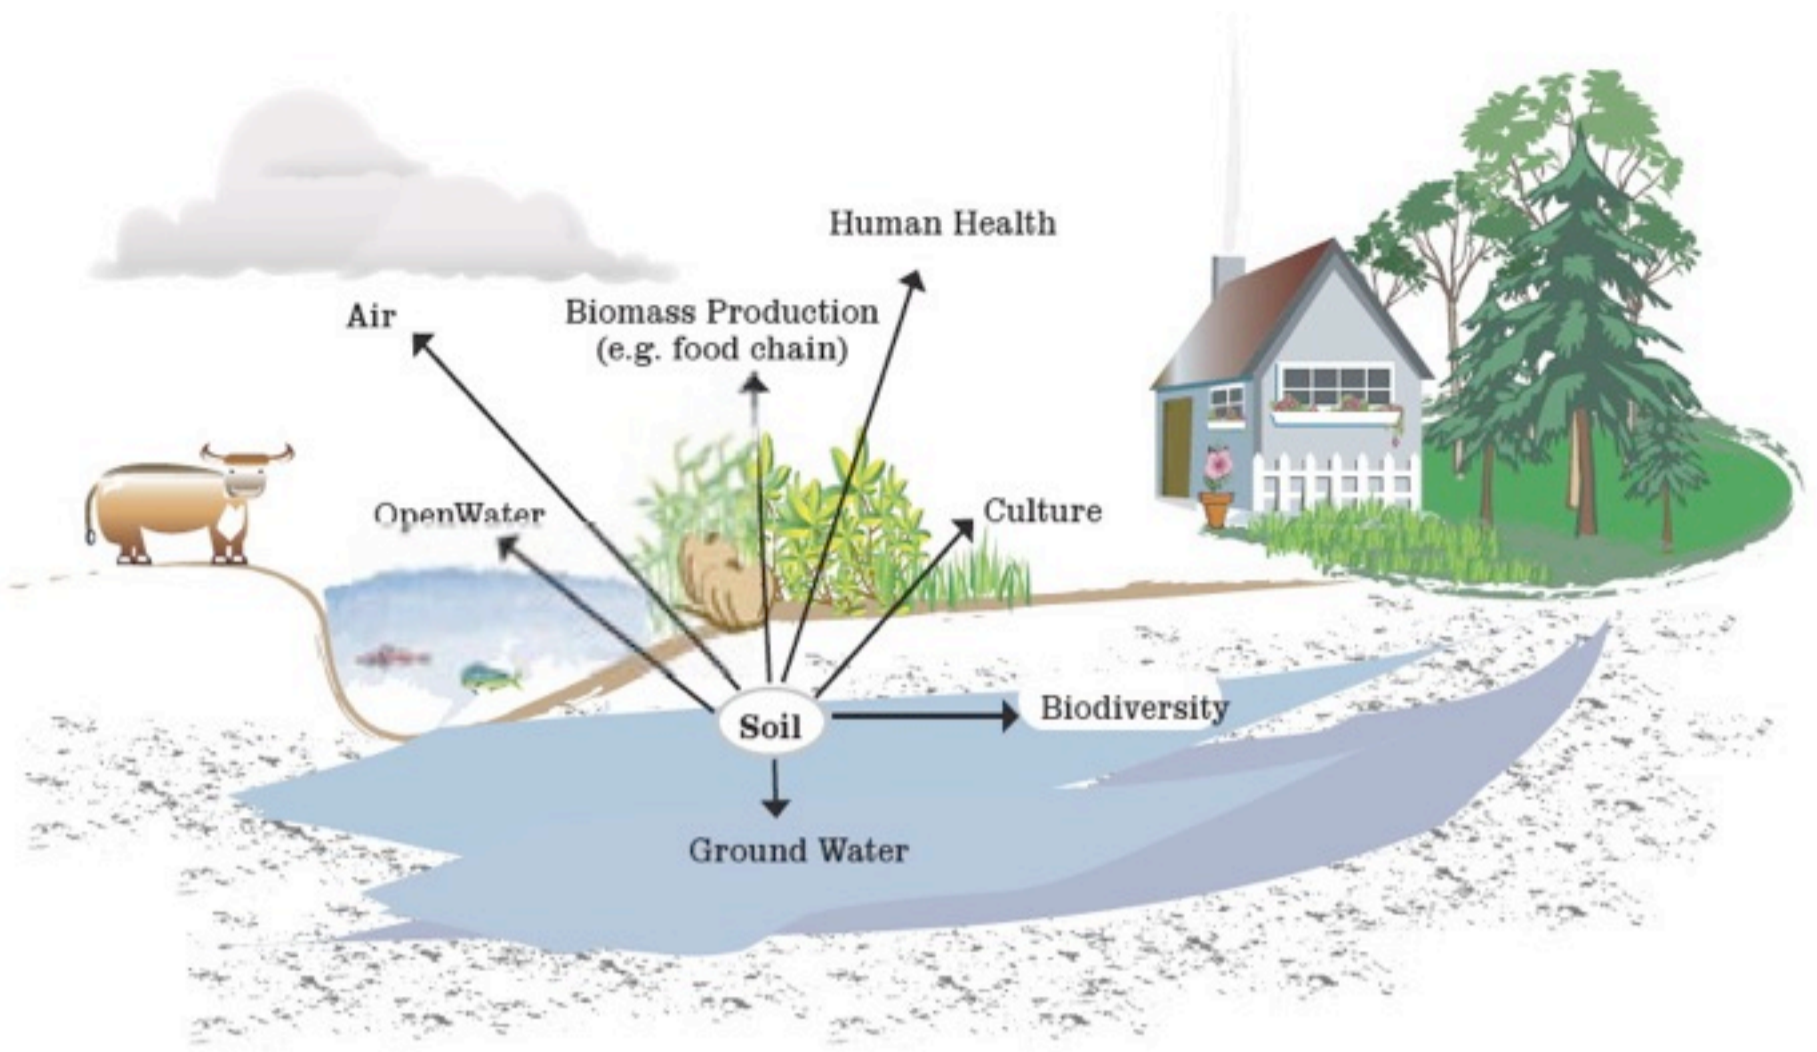 Human Health
Air
Biomass Production
(e.g. food chain)
OpenWater
Culture
Soil
Biodiversity
Ground Water